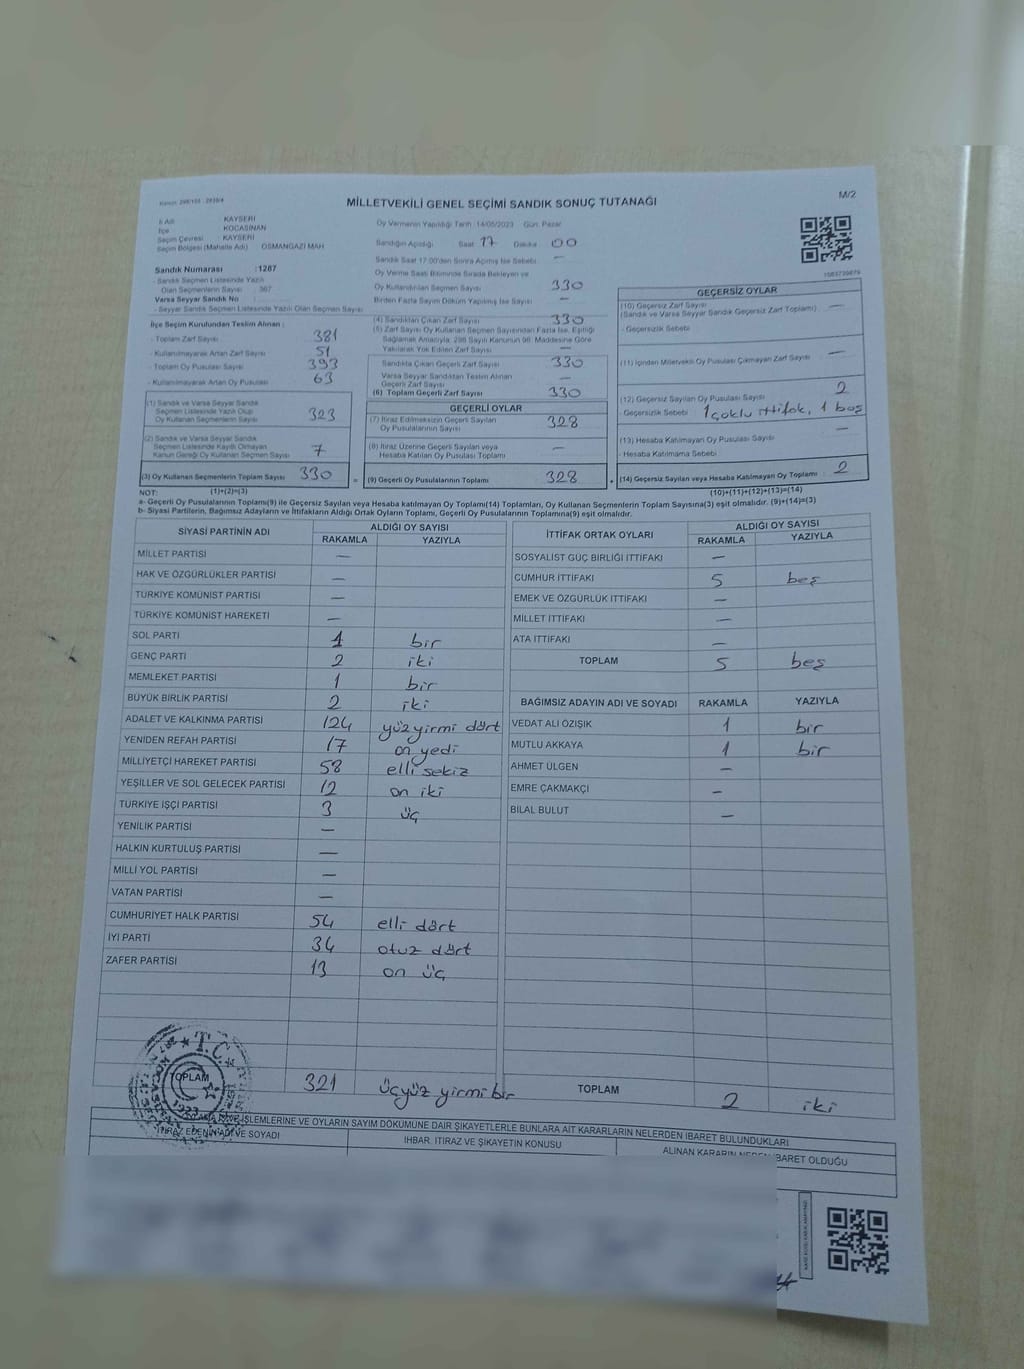 MİLLETVEKİLİ GENEL SEÇİMİ SANDIK SONUÇ TUTANAĞI
M/2
İl Adı KAYSERİ
İlçe KOCASİNAN
Seçim Çevresi KAYSERİ
Seçim Bölgesi (Mahalle Adı) OSMANGAZİ MAH
Sandık Numarası :1287
- Sandık Seçmen Listesinde Yazılı
Olan Seçmenlerin Sayısı : 367
Varsa Seyyar Sandık No
- Seyyar Sandık Seçmen Listesinde Yazılı Olan Seçmen Sayısı
İlçe Seçim Kurulundan Teslim Alınan :
- Toplam Zarf Sayısı 381
- Kullanılmayarak Artan Zarf Sayısı 51
- Toplam Oy Pusulası Sayısı 393
- Kullanılmayarak Artan Oy Pusulası 63
(1) Sandık ve Varsa Seyyar Sandık
Seçmen Listesinde Yazılı Olup
Oy Kullanan Seçmenlerin Sayısı 323
(2) Sandık ve Varsa Seyyar Sandık
Seçmen Listesinde Kayıtlı Olmayan
Kanun Gereği Oy Kullanan Seçmen Sayısı 7
(3) Oy Kullanan Seçmenlerin Toplam Sayısı 330
Oy Vermenin Yapıldığı Tarih : 14/05/2023 Gün: Pazar
Sandığın Açıldığı Saat 17 Dakika 00
Sandık Saat 17:00'den Sonra Açılmış İse Sebebi —
Oy Verme Saati Bitiminde Sırada Bekleyen ve
Oy Kullandırılan Seçmen Sayısı 330
Birden Fazla Sayım Döküm Yapılmış İse Sayısı —
(4) Sandıktan Çıkan Zarf Sayısı 330
(5) Zarf Sayısı Oy Kullanan Seçmen Sayısından Fazla İse, Eşitliği
Sağlamak Amacıyla; 298 Sayılı Kanunun 98. Maddesine Göre
Yakılarak Yok Edilen Zarf Sayısı —
Sandıkta Çıkan Geçerli Zarf Sayısı 330
Varsa Seyyar Sandıktan Teslim Alınan
Geçerli Zarf Sayısı —
(6) Toplam Geçerli Zarf Sayısı 330
GEÇERLİ OYLAR
(7) İtiraz Edilmeksizin Geçerli Sayılan
Oy Pusulalarının Sayısı 328
(8) İtiraz Üzerine Geçerli Sayılan veya
Hesaba Katılan Oy Pusulası Toplamı —
= (9) Geçerli Oy Pusulalarının Toplamı 328
GEÇERSİZ OYLAR
(10) Geçersiz Zarf Sayısı —
(Sandık ve Varsa Seyyar Sandık Geçersiz Zarf Toplamı)
- Geçersizlik Sebebi
(11) İçinden Milletvekili Oy Pusulası Çıkmayan Zarf Sayısı —
(12) Geçersiz Sayılan Oy Pusulası Sayısı 2
- Geçersizlik Sebebi 1 çoklu ittifak, 1 boş
(13) Hesaba Katılmayan Oy Pusulası Sayısı —
- Hesaba Katılmama Sebebi
+ (14) Geçersiz Sayılan veya Hesaba Katılmayan Oy Toplamı 2
NOT: (1)+(2)=(3) (10)+(11)+(12)+(13)=(14)
a- Geçerli Oy Pusulalarının Toplamı(9) ile Geçersiz Sayılan veya Hesaba katılmayan Oy Toplamı(14) Toplamları, Oy Kullanan Seçmenlerin Toplam Sayısına(3) eşit olmalıdır. (9)+(14)=(3)
b- Siyasi Partilerin, Bağımsız Adayların ve İttifakların Aldığı Ortak Oyların Toplamı, Geçerli Oy Pusulalarının Toplamına(9) eşit olmalıdır.
SİYASİ PARTİNİN ADI ALDIĞI OY SAYISI
RAKAMLA YAZIYLA
MİLLET PARTİSİ —
HAK VE ÖZGÜRLÜKLER PARTİSİ —
TÜRKİYE KOMÜNİST PARTİSİ —
TÜRKİYE KOMÜNİST HAREKETİ —
SOL PARTİ 1 bir
GENÇ PARTİ 2 iki
MEMLEKET PARTİSİ 1 bir
BÜYÜK BİRLİK PARTİSİ 2 iki
ADALET VE KALKINMA PARTİSİ 124 yüz yirmi dört
YENİDEN REFAH PARTİSİ 17 on yedi
MİLLİYETÇİ HAREKET PARTİSİ 58 elli sekiz
YEŞİLLER VE SOL GELECEK PARTİSİ 12 on iki
TÜRKİYE İŞÇİ PARTİSİ 3 üç
YENİLİK PARTİSİ —
HALKIN KURTULUŞ PARTİSİ —
MİLLİ YOL PARTİSİ —
VATAN PARTİSİ —
CUMHURİYET HALK PARTİSİ 54 elli dört
İYİ PARTİ 34 otuz dört
ZAFER PARTİSİ 13 on üç
TOPLAM 321 üçyüz yirmi bir
İTTİFAK ORTAK OYLARI ALDIĞI OY SAYISI
RAKAMLA YAZIYLA
SOSYALİST GÜÇ BİRLİĞİ İTTİFAKI —
CUMHUR İTTİFAKI 5 beş
EMEK VE ÖZGÜRLÜK İTTİFAKI —
MİLLET İTTİFAKI —
ATA İTTİFAKI —
TOPLAM 5 beş
BAĞIMSIZ ADAYIN ADI VE SOYADI RAKAMLA YAZIYLA
VEDAT ALİ ÖZIŞIK 1 bir
MUTLU AKKAYA 1 bir
AHMET ÜLGEN —
EMRE ÇAKMAKÇI —
BİLAL BULUT —
TOPLAM 2 iki
T.C.
İŞLEMLERİNE VE OYLARIN SAYIM DÖKÜMÜNE DAİR ŞİKAYETLERLE BUNLARA AİT KARARLARIN NELERDEN İBARET BULUNDUKLARI
İTİRAZ EDENİN ADI VE SOYADI İHBAR, İTİRAZ VE ŞİKAYETİN KONUSU ALINAN KARARIN NEDEN İBARET OLDUĞU